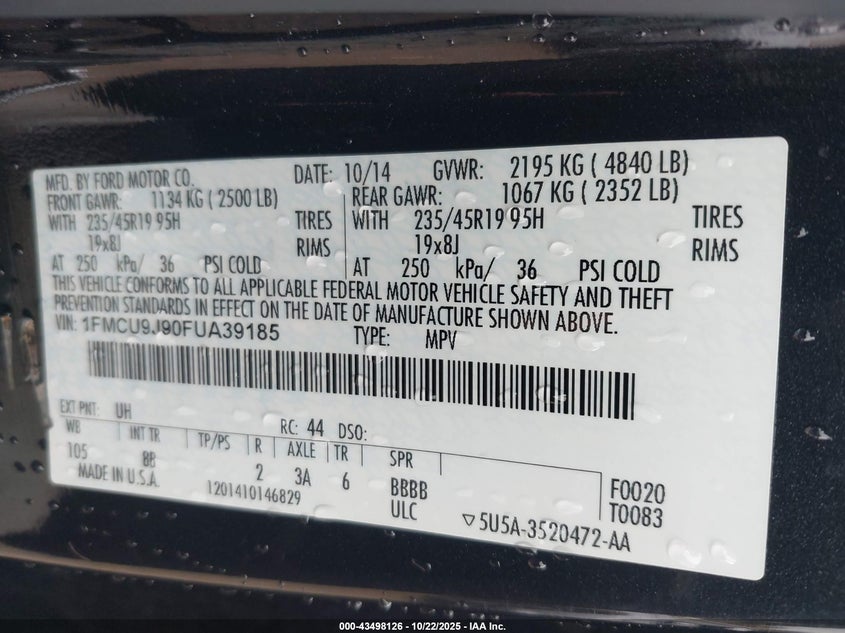 MFD. BY FORD MOTOR CO. DATE: 10/14 GVWR: 2195 KG ( 4840 LB)
FRONT GAWR: 1134 KG ( 2500 LB) REAR GAWR: 1067 KG ( 2352 LB)
WITH 235/45R19 95H TIRES WITH 235/45R19 95H TIRES
19x8J RIMS 19x8J RIMS
AT 250 kPa/ 36 PSI COLD AT 250 kPa/ 36 PSI COLD
THIS VEHICLE CONFORMS TO ALL APPLICABLE FEDERAL MOTOR VEHICLE SAFETY AND THEFT
PREVENTION STANDARDS IN EFFECT ON THE DATE OF MANUFACTURE SHOWN ABOVE.
VIN: 1FMCU9J90FUA39185 TYPE: MPV
EXT PNT: UH RC: 44 DSO:
WB INT TR TP/PS R AXLE TR SPR
105 8B 2 3A 6 BBBB F0020
MADE IN U.S.A. 1201410146829 ULC T0083
▽5U5A-3520472-AA
000-43498126 - 10/22/2025 - IAA Inc.